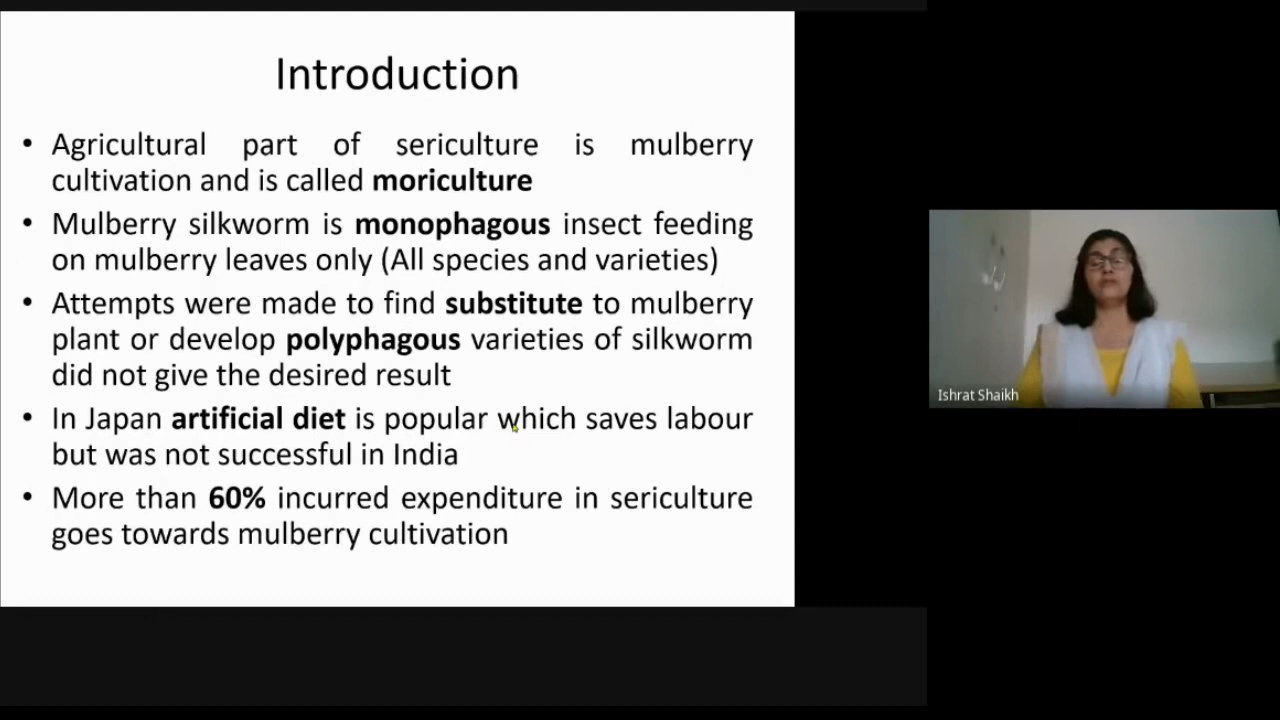 Introduction
• Agricultural part of sericulture is mulberry
cultivation and is called moriculture
• Mulberry silkworm is monophagous insect feeding
on mulberry leaves only (All species and varieties)
• Attempts were made to find substitute to mulberry
plant or develop polyphagous varieties of silkworm
did not give the desired result
• In Japan artificial diet is popular which saves labour
but was not successful in India
• More than 60% incurred expenditure in sericulture
goes towards mulberry cultivation
Ishrat Shaikh